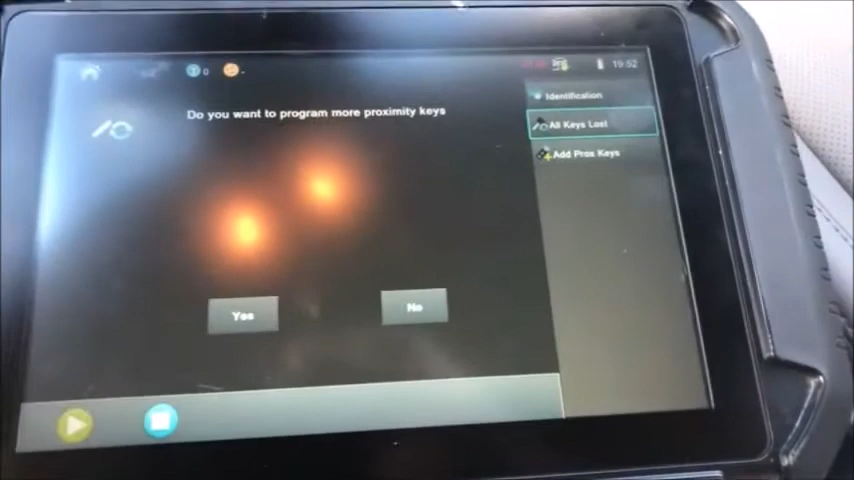 0
19:52
Identification
Do you want to program more proximity keys
All Keys Lost
Add Prox Keys
Yes
No